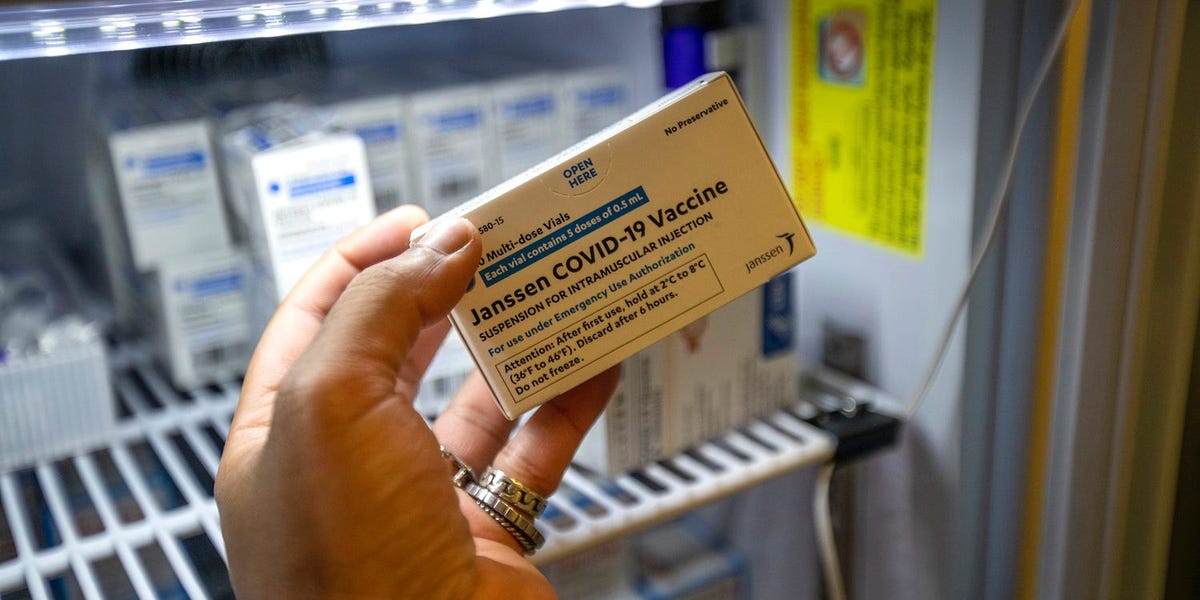 No Preservative
OPEN
HERE
580-15
Multi-dose Vials
Each vial contains 5 doses of 0.5 mL
Janssen COVID-19 Vaccine
SUSPENSION FOR INTRAMUSCULAR INJECTION
For use under Emergency Use Authorization
Attention: After first use, hold at 2°C to 8°C
(36°F to 46°F). Discard after 6 hours.
Do not freeze.
janssen